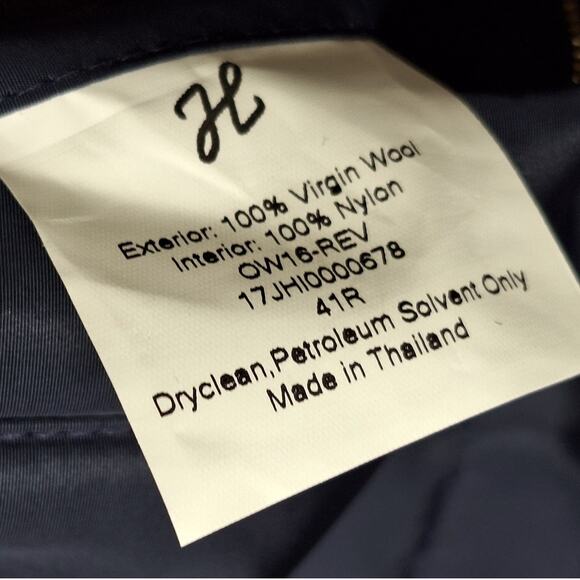 H
Exterior: 100% Virgin Wool
Interior: 100% Nylon
OW16-REV
17JHI0000678
41R
Dryclean,Petroleum Solvent Only
Made in Thailand